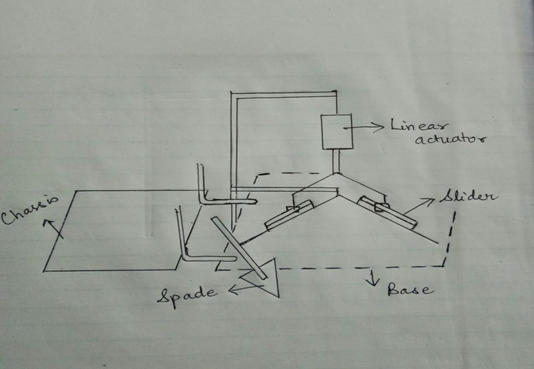 Linear
actuator
Slider
Chassis
Spade
Base